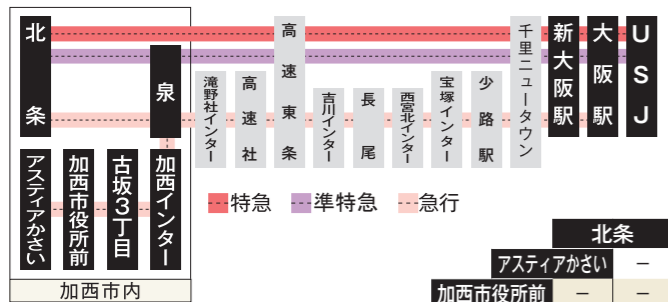 北条
泉
滝野社インター
高速社
高速東条
吉川インター
長尾
西宮北インター
宝塚インター
少路駅
千里ニュータウン
新大阪駅
大阪駅
USJ
アスティアかさい
加西市役所前
古坂3丁目
加西インター
特急
準特急
急行
加西市内
北条
アスティアかさい −
加西市役所前 − −